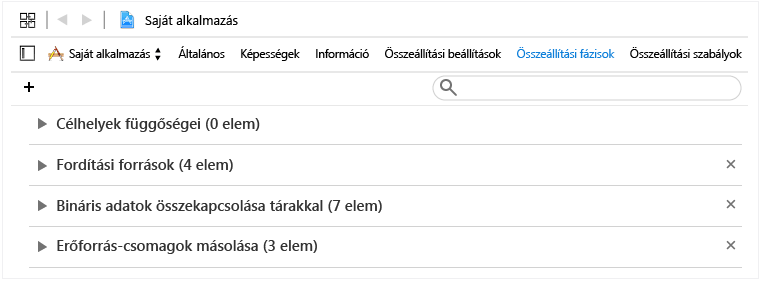 Saját alkalmazás
Saját alkalmazás Általános Képességek Információ Összeállítási beállítások Összeállítási fázisok Összeállítási szabályok
+
Célhelyek függőségei (0 elem)
Fordítási források (4 elem)
Bináris adatok összekapcsolása tárakkal (7 elem)
Erőforrás-csomagok másolása (3 elem)